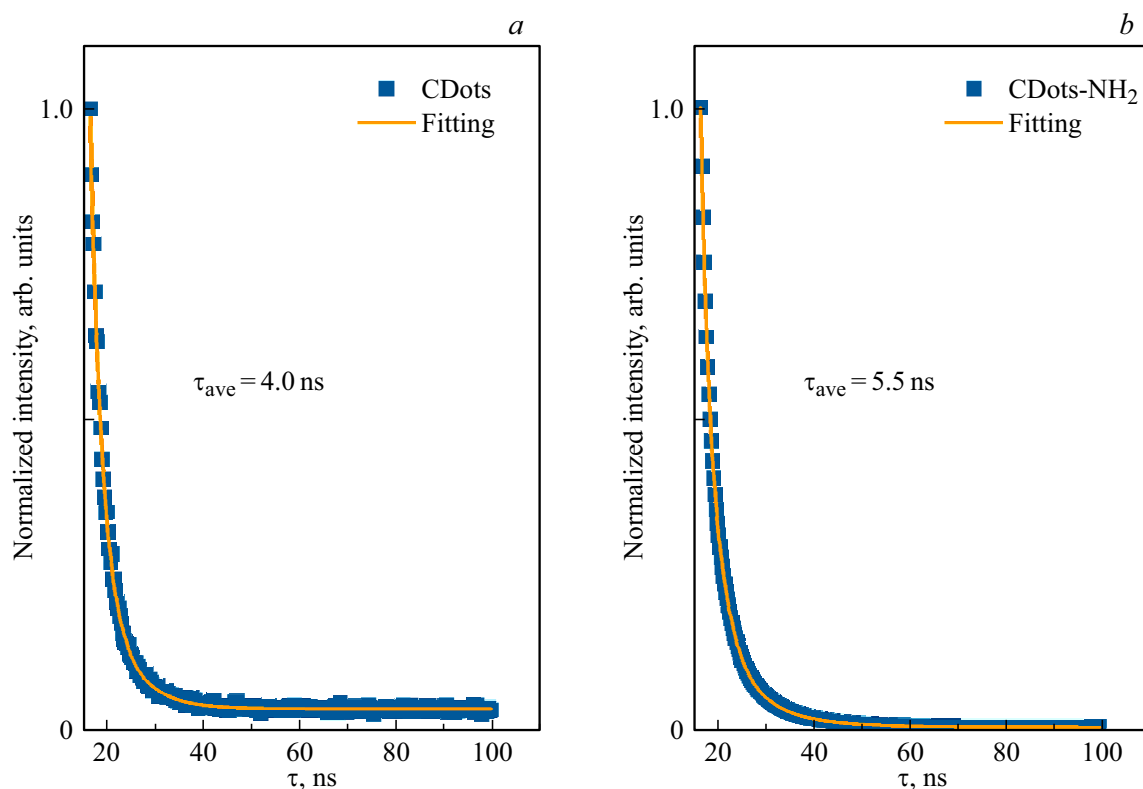 a
CDots
Fitting
1.0
Normalized intensity, arb. units
τave = 4.0 ns
0
20 40 60 80 100
τ, ns
b
CDots-NH2
Fitting
1.0
Normalized intensity, arb. units
τave = 5.5 ns
0
20 40 60 80 100
τ, ns